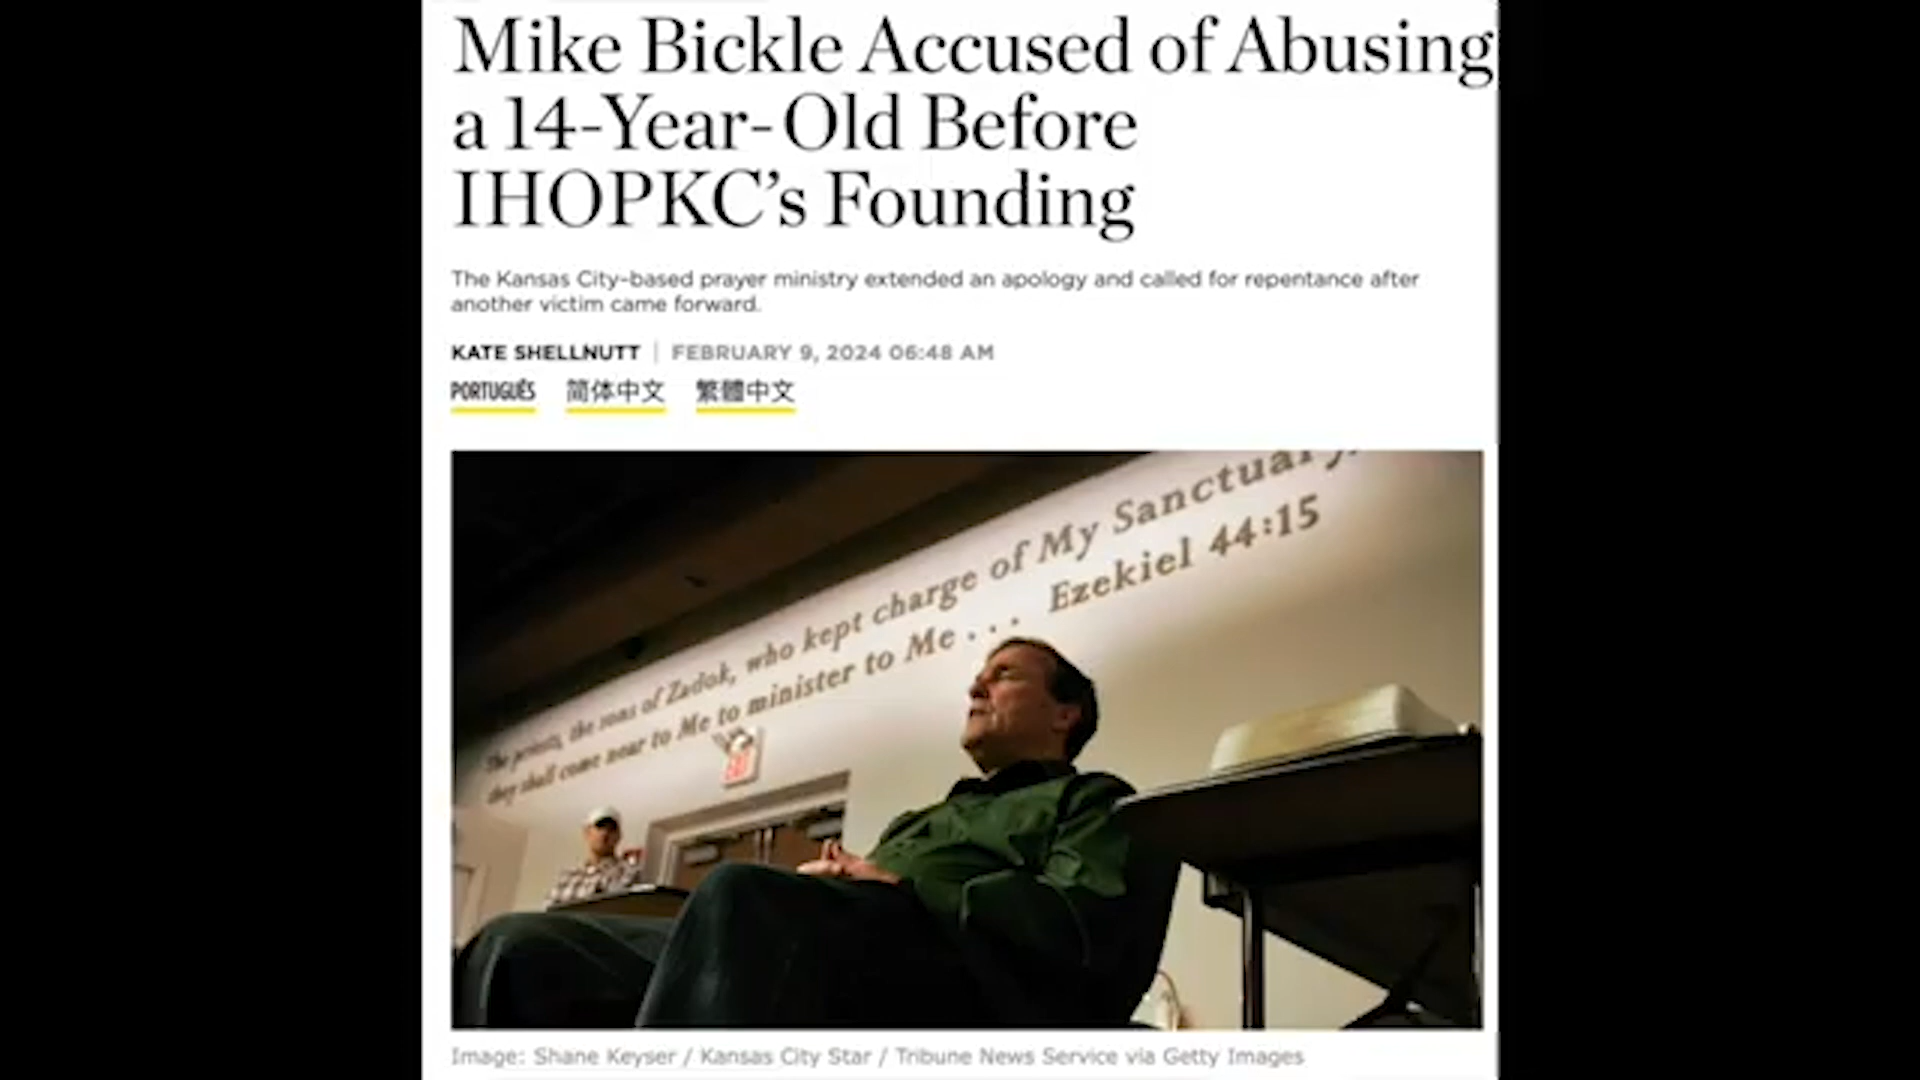 Mike Bickle Accused of Abusing
a 14-Year-Old Before
IHOPKC's Founding
The Kansas City-based prayer ministry extended an apology and called for repentance after
another victim came forward.
KATE SHELLNUTT | FEBRUARY 9, 2024 06:48 AM
PORTUGUÊS 简体中文 繁體中文
The priests, the sons of Zadok, who kept charge of My Sanctuary,
they shall come near to Me to minister to Me . . . Ezekiel 44:15
EXIT
Image: Shane Keyser / Kansas City Star / Tribune News Service via Getty Images